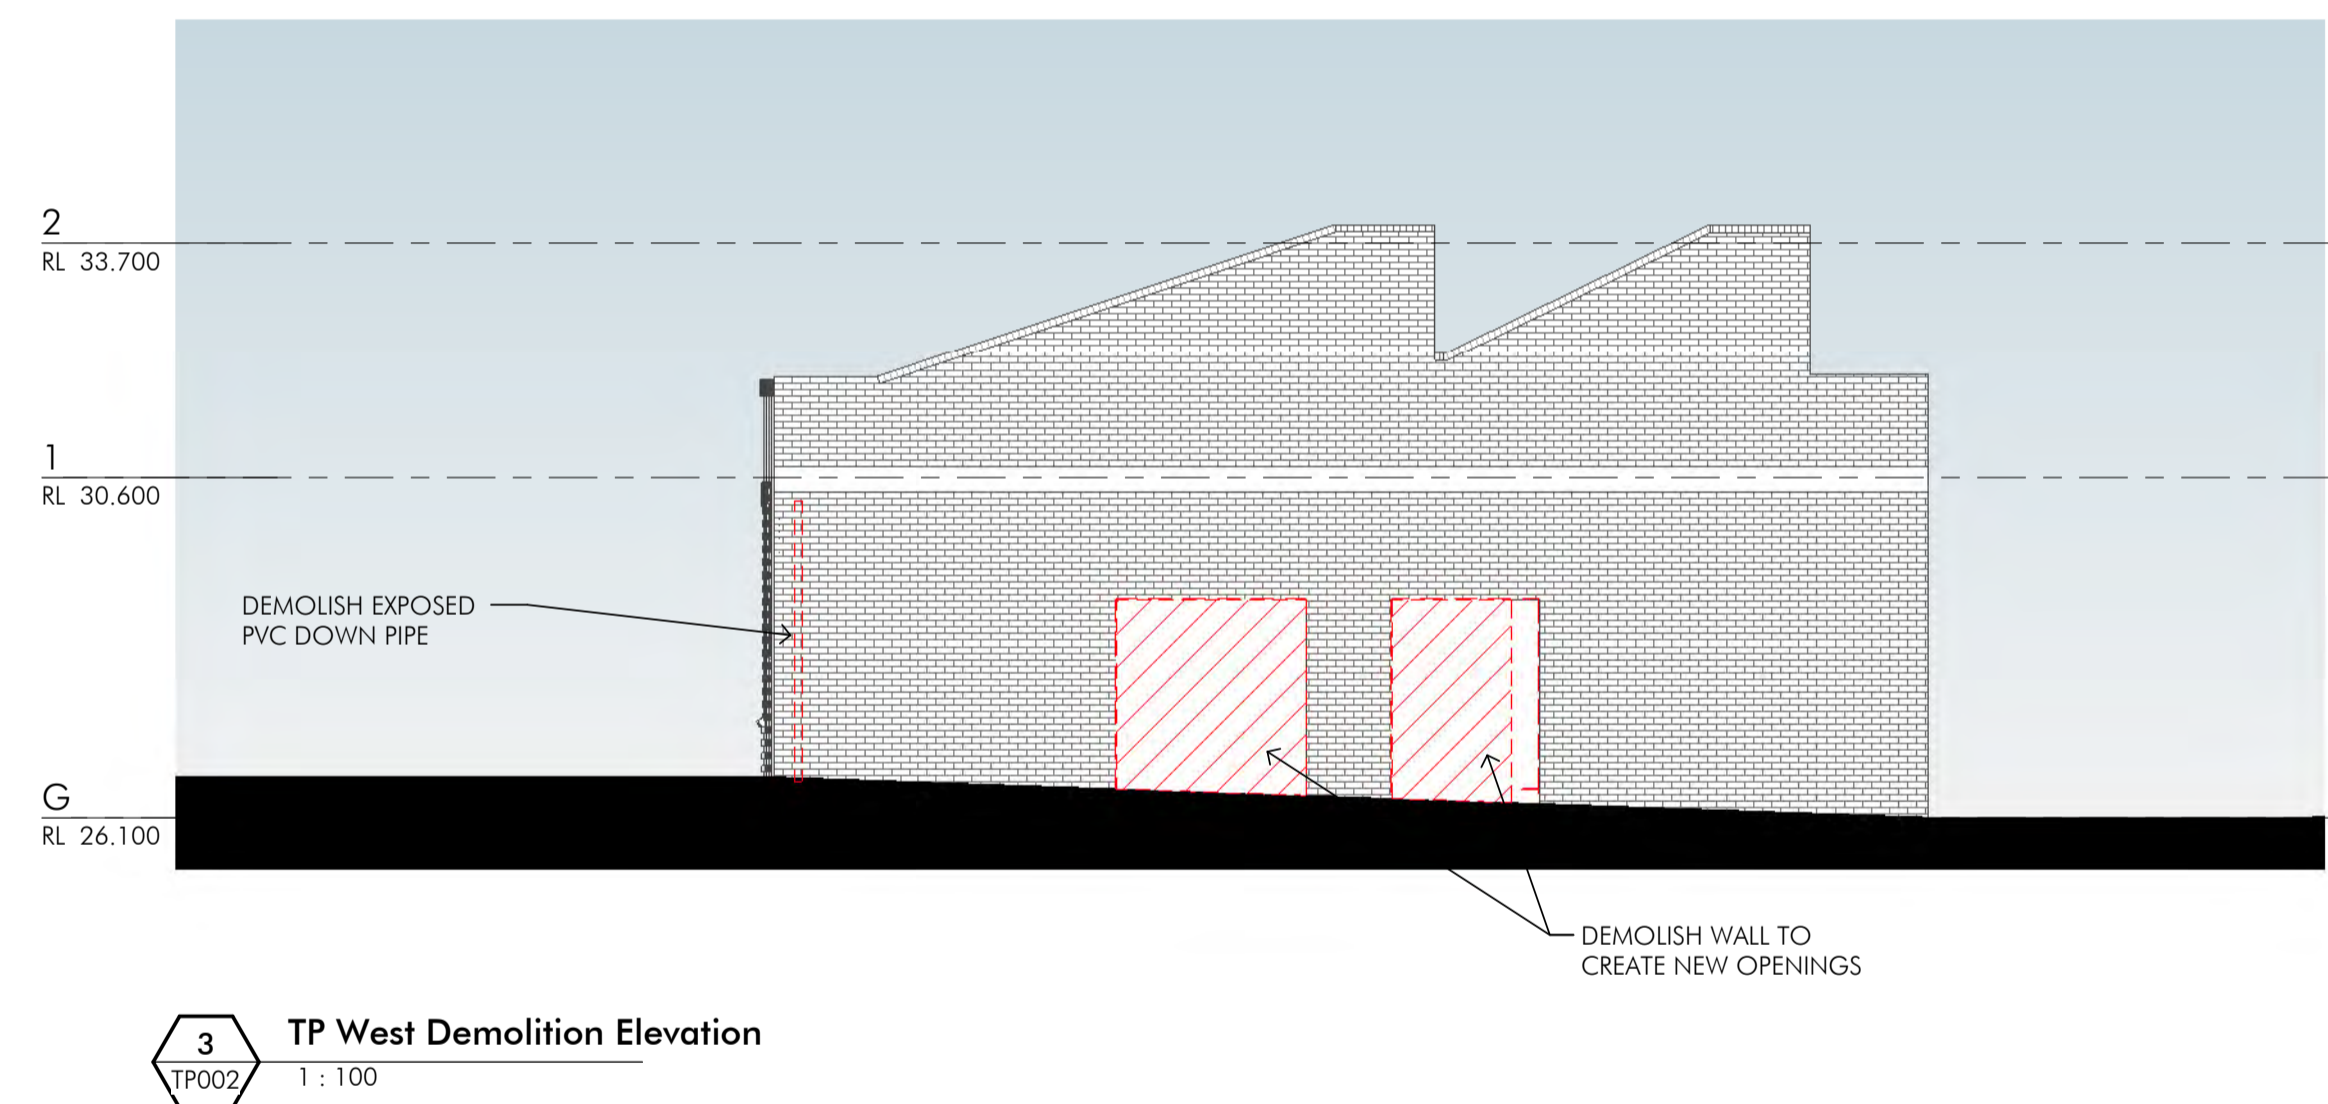 2
RL 33.700
1
RL 30.600
DEMOLISH EXPOSED
PVC DOWN PIPE
G
RL 26.100
DEMOLISH WALL TO
CREATE NEW OPENINGS
3
TP002
TP West Demolition Elevation
1 : 100